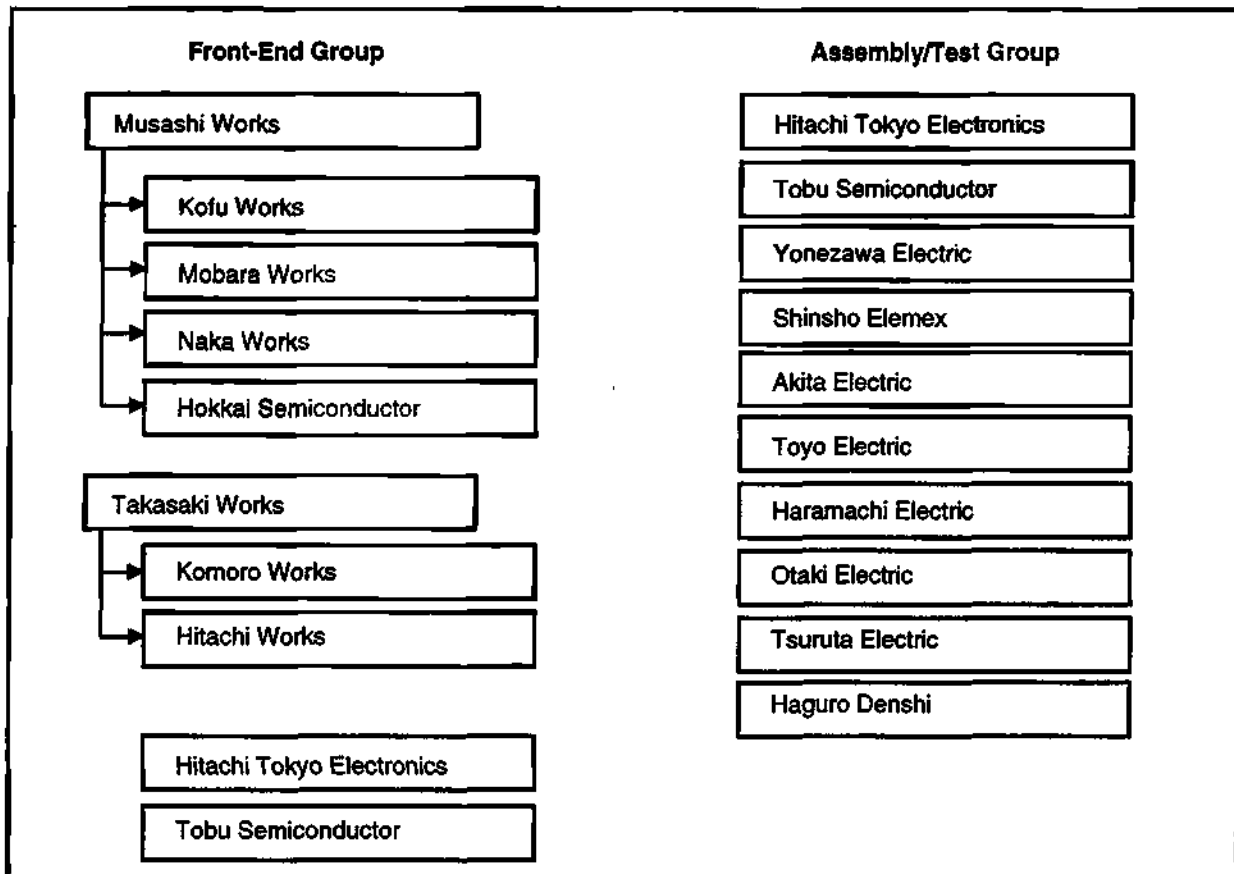 Front-End Group
Musashi Works
Kofu Works
Mobara Works
Naka Works
Hokkai Semiconductor
Takasaki Works
Komoro Works
Hitachi Works
Hitachi Tokyo Electronics
Tobu Semiconductor
Assembly/Test Group
Hitachi Tokyo Electronics
Tobu Semiconductor
Yonezawa Electric
Shinsho Elemex
Akita Electric
Toyo Electric
Haramachi Electric
Otaki Electric
Tsuruta Electric
Haguro Denshi